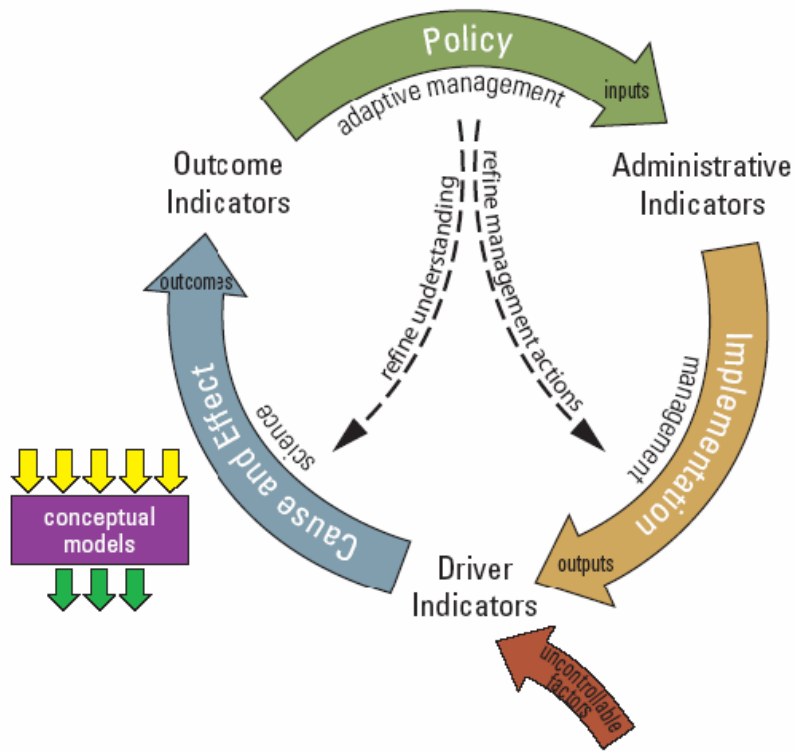 Policy
adaptive management
inputs
Outcome
Indicators
Administrative
Indicators
refine understanding
refine management actions
outcomes
Cause and Effect
science
Implementation
management
conceptual
models
Driver
Indicators
outputs
uncontrollable
factors